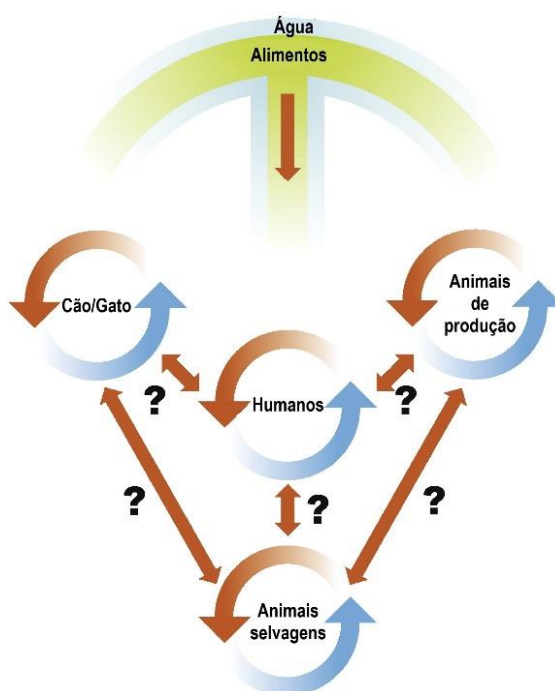 Água
Alimentos
Cão/Gato
Animais
de
produção
?
Humanos
?
?
?
?
Animais
selvagens